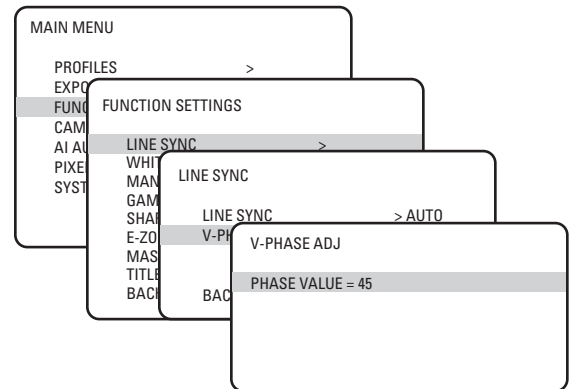 MAIN MENU
PROFILES >
EXPO
FUNC
CAM
AI AU
PIXE
SYST
FUNCTION SETTINGS
LINE SYNC >
WHIT
MAN
GAM
SHAR
E-ZO
MAS
TITLE
BACK
LINE SYNC
LINE SYNC > AUTO
V-PH
BAC
V-PHASE ADJ
PHASE VALUE = 45